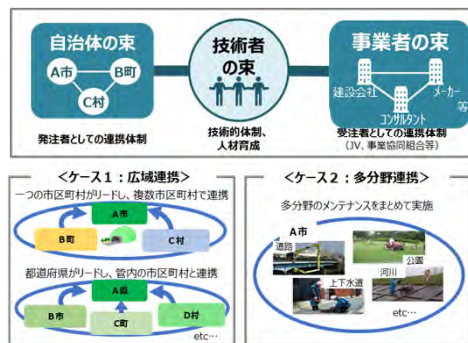 自治体の束
A市
B町
C村
発注者としての連携体制
技術者
の束
技術的体制、
人材育成
事業者の束
建設会社
メーカー
等
コンサルタント
受注者としての連携体制
(JV、事業協同組合等)
<ケース１：広域連携>
一つの市区町村がリードし、複数市区町村で連携
A市
B町
C村
都道府県がリードし、管内の市区町村と連携
A県
B市
C町
D村
etc…
<ケース２：多分野連携>
多分野のメンテナンスをまとめて実施
A市
道路
公園
上下水道
河川
etc…